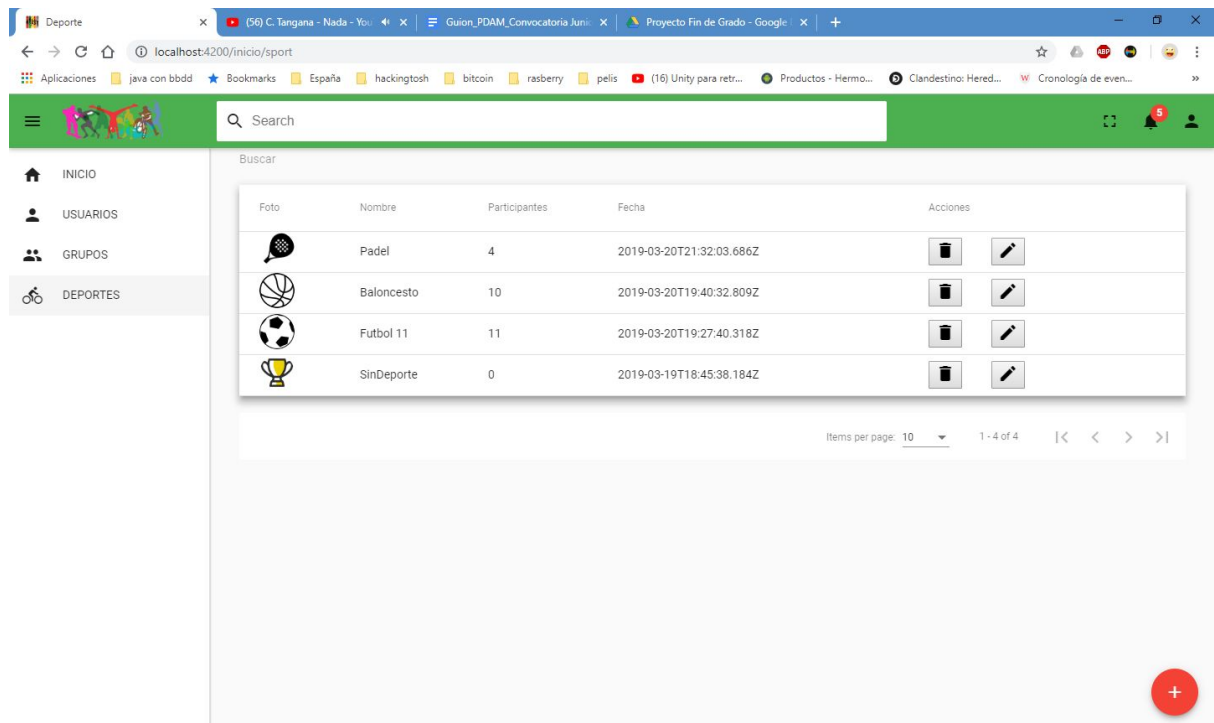 Deporte
(56) C. Tangana - Nada - You
Guion_PDAM_Convocatoria Junio
Proyecto Fin de Grado - Google
localhost:4200/inicio/sport
ABP
Aplicaciones java con bbdd Bookmarks España hackingtosh bitcoin rasberry pelis (16) Unity para retr... Productos - Hermo... Clandestino: Hered... W Cronología de even... »
Search
5
Buscar
INICIO
USUARIOS
GRUPOS
DEPORTES
Foto Nombre Participantes Fecha Acciones
Padel 4 2019-03-20T21:32:03.686Z
Baloncesto 10 2019-03-20T19:40:32.809Z
Futbol 11 11 2019-03-20T19:27:40.318Z
SinDeporte 0 2019-03-19T18:45:38.184Z
Items per page: 10 1 - 4 of 4
+